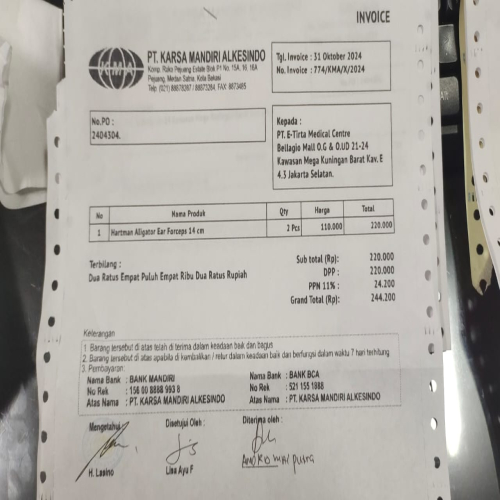 INVOICE
KMA
PT. KARSA MANDIRI ALKESINDO
Komp. Ruko Pejuang Estate Blok P1 No. 15A, 16, 16A
Pejuang, Medan Satria, Kota Bekasi
Telp (021) 88878267 / 88873284, FAX 8873485
Tgl. Invoice : 31 Oktober 2024
No. Invoice : 774/KMA/X/2024
No.PO :
2404304.
Kepada :
PT. E-Tirta Medical Centre
Bellagio Mall O.G & O.UD 21-24
Kawasan Mega Kuningan Barat Kav. E
4.3 Jakarta Selatan.
No Nama Produk Qty Harga Total
1 Hartman Aligator Ear Forceps 14 cm 2 Pcs 110.000 220.000
Terbilang :
Dua Ratus Empat Puluh Empat Ribu Dua Ratus Rupiah
Sub total (Rp): 220.000
DPP : 220.000
PPN 11% : 24.200
Grand Total (Rp): 244.200
Keterangan
1. Barang tersebut di atas telah di terima dalam keadaan baik dan bagus
2. Barang tersebut di atas apabila di kembalikan / retur dalam keadaan baik dan berfungsi dalam waktu 7 hari terhitung
3. Pembayaran:
Nama Bank : BANK MANDIRI
No Rek : 156 00 8888 993 8
Atas Nama : PT. KARSA MANDIRI ALKESINDO
Nama Bank : BANK BCA
No Rek : 521 155 1888
Atas Nama : PT. KARSA MANDIRI ALKESINDO
Mengetahui
Disetujui Oleh :
Diterima oleh :
H. Lasino
Lisa Ayu F
putra